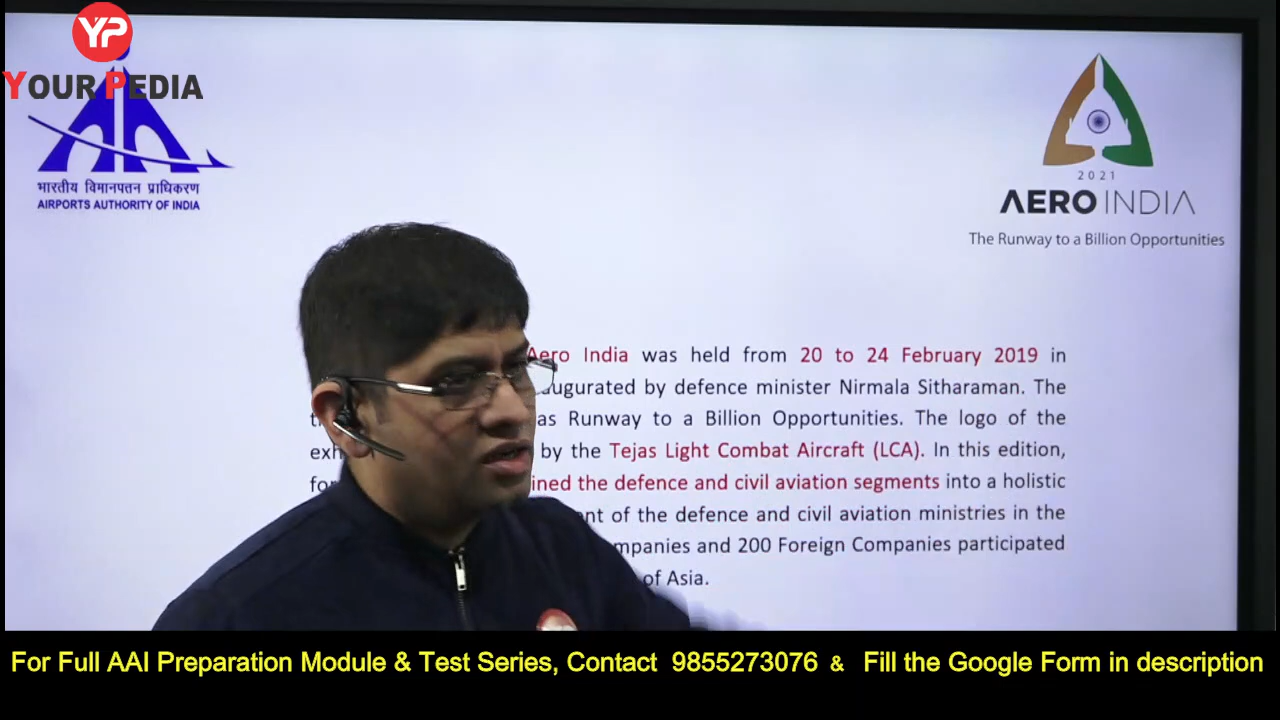 YP
YOUR PEDIA
भारतीय विमानपत्तन प्राधिकरण
AIRPORTS AUTHORITY OF INDIA
2021
AERO INDIA
The Runway to a Billion Opportunities
Aero India was held from 20 to 24 February 2019 in
by defence minister Nirmala Sitharaman. The
as Runway to a Billion Opportunities. The logo of the
by the Tejas Light Combat Aircraft (LCA). In this edition,
the defence and civil aviation segments into a holistic
of the defence and civil aviation ministries in the
and 200 Foreign Companies participated
of Asia.
For Full AAI Preparation Module & Test Series, Contact 9855273076 & Fill the Google Form in description